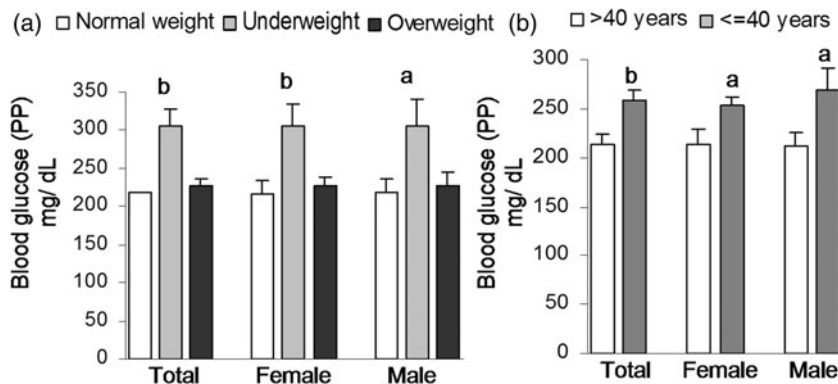 (a)
Normal weight Underweight Overweight
Blood glucose (PP)
mg/ dL
350
300
250
200
150
100
50
0
b
b
a
Total Female Male
(b)
>40 years <=40 years
Blood glucose (PP)
mg/ dL
300
250
200
150
100
50
0
b
a
a
Total Female Male